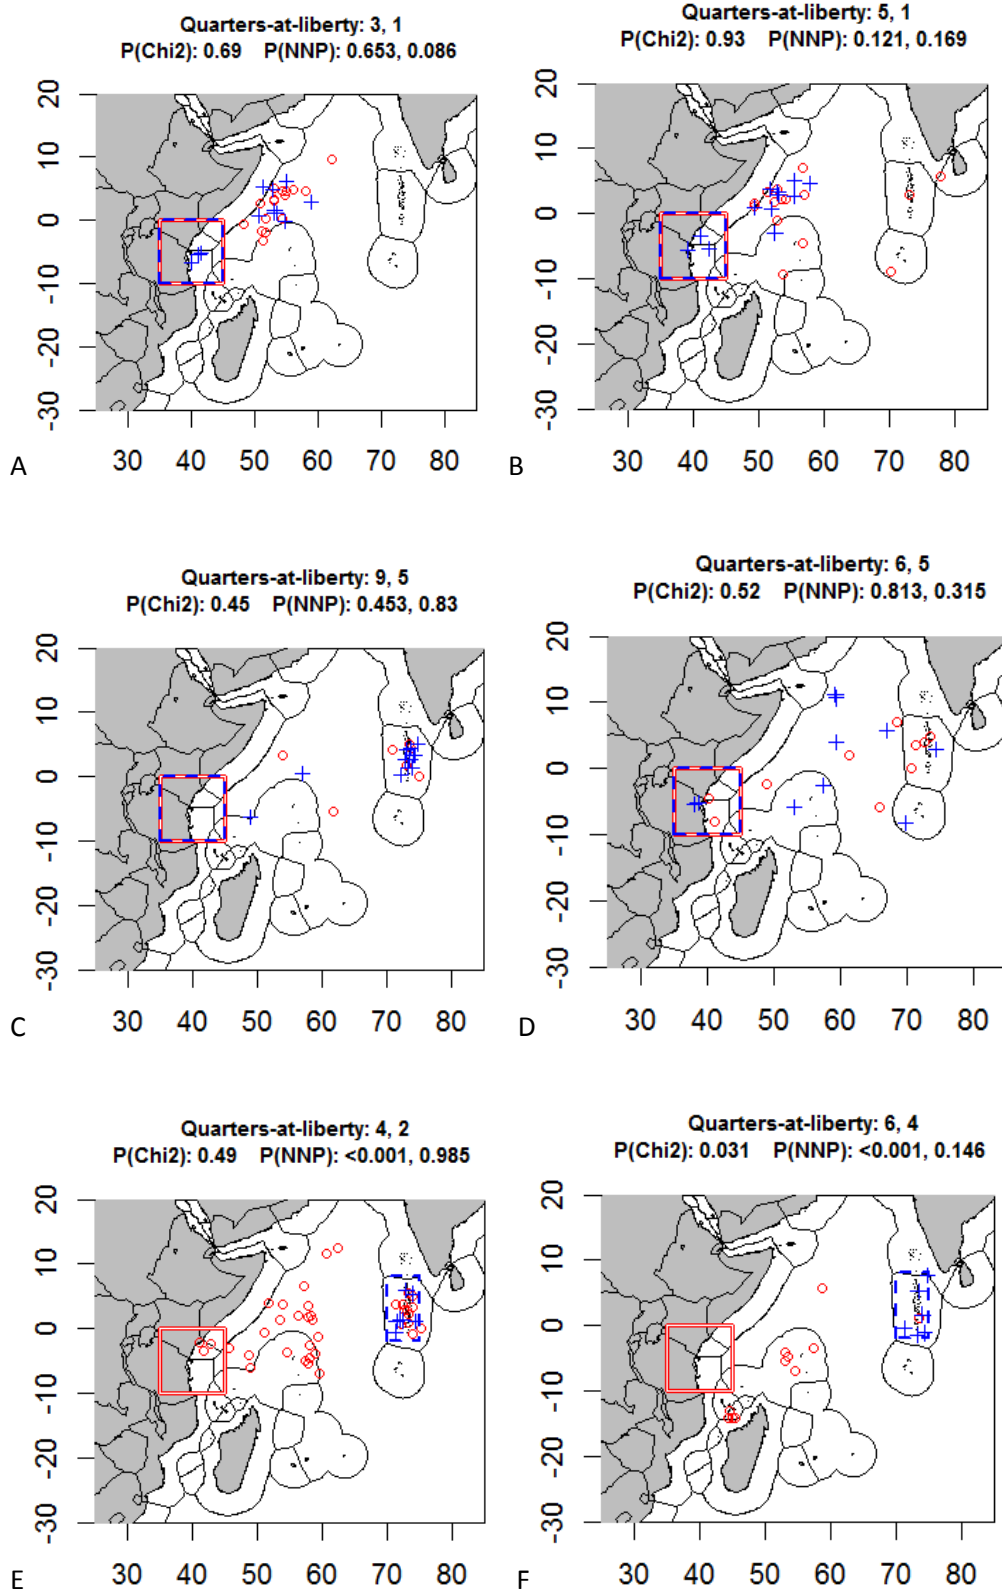 Quarters-at-liberty: 3, 1
P(Chi2): 0.69 P(NNP): 0.653, 0.086
20
10
0
-10
-20
-30
30 40 50 60 70 80
A
Quarters-at-liberty: 5, 1
P(Chi2): 0.93 P(NNP): 0.121, 0.169
20
10
0
-10
-20
-30
30 40 50 60 70 80
B
Quarters-at-liberty: 9, 5
P(Chi2): 0.45 P(NNP): 0.453, 0.83
20
10
0
-10
-20
-30
30 40 50 60 70 80
C
Quarters-at-liberty: 6, 5
P(Chi2): 0.52 P(NNP): 0.813, 0.315
20
10
0
-10
-20
-30
30 40 50 60 70 80
D
Quarters-at-liberty: 4, 2
P(Chi2): 0.49 P(NNP): <0.001, 0.985
20
10
0
-10
-20
-30
30 40 50 60 70 80
E
Quarters-at-liberty: 6, 4
P(Chi2): 0.031 P(NNP): <0.001, 0.146
20
10
0
-10
-20
-30
30 40 50 60 70 80
F